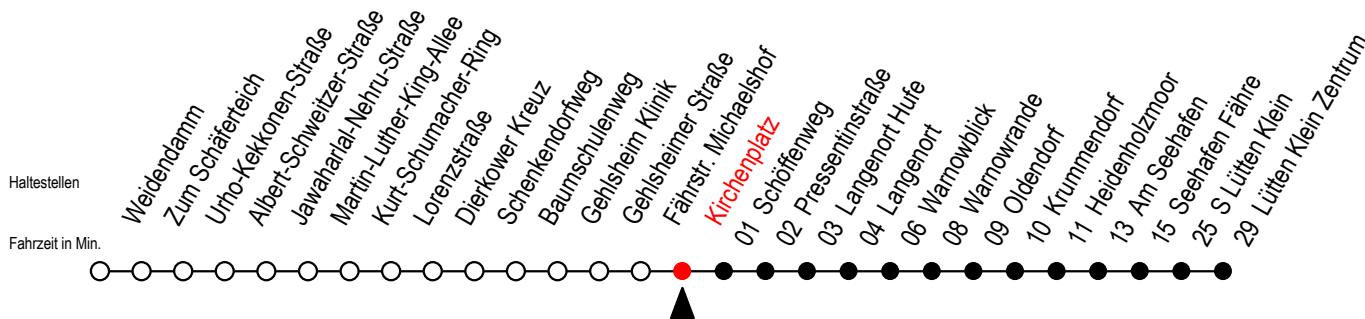 Haltestellen
Fahrzeit in Min.
Weidendamm
Zum Schäferteich
Urho-Kekkonen-Straße
Albert-Schweitzer-Straße
Jawaharlal-Nehru-Straße
Martin-Luther-King-Allee
Kurt-Schumacher-Ring
Lorenzstraße
Dierkower Kreuz
Schenkendorfweg
Baumschulenweg
Gehlsheim Klinik
Gehlsheimer Straße
Fährstr. Michaelshof
Kirchenplatz
01 Schöffenweg
02 Pressentinstraße
03 Langenort Hufe
04 Langenort
06 Warnowblick
08 Warnowrande
09 Oldendorf
10 Krummendorf
11 Heidenholzmoor
13 Am Seehafen
15 Seehafen Fähre
25 S Lütten Klein
29 Lütten Klein Zentrum